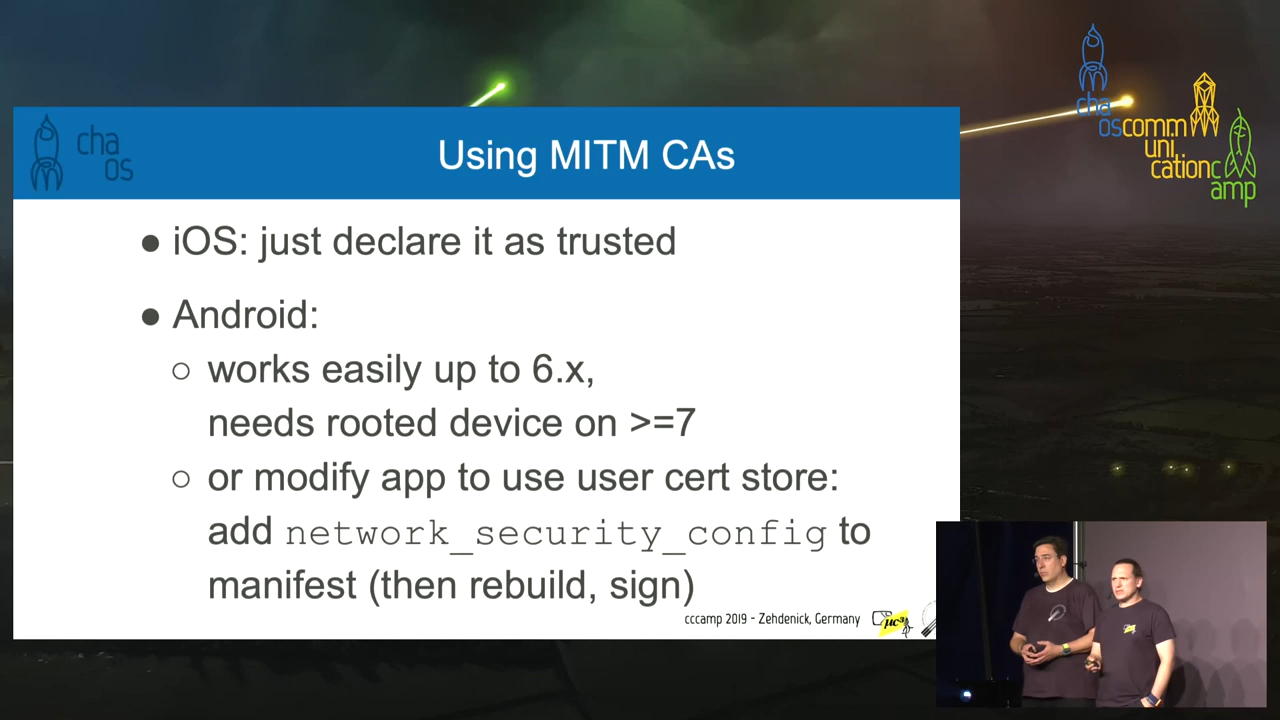 cha
os
Using MITM CAs
● iOS: just declare it as trusted
● Android:
○ works easily up to 6.x,
needs rooted device on >=7
○ or modify app to use user cert store:
add network_security_config to
manifest (then rebuild, sign)
cccamp 2019 - Zehdenick, Germany
µc³
cha
oscomm
uni
cationc
amp